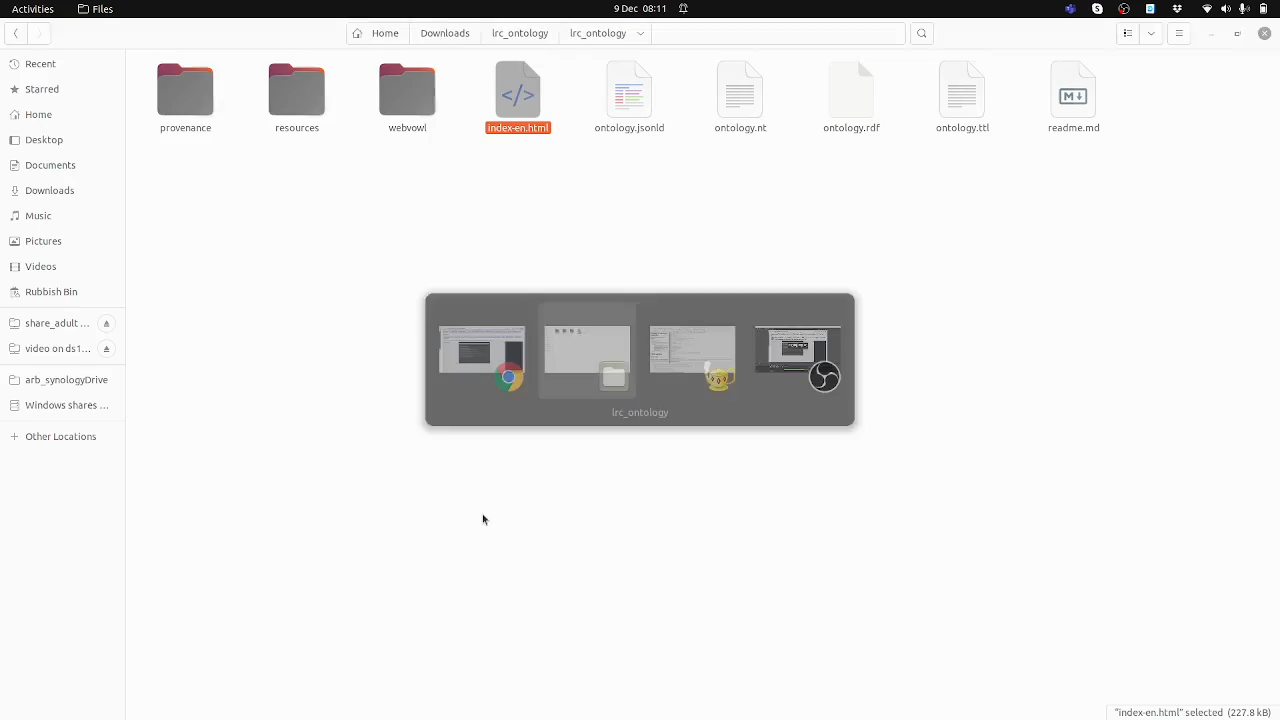 Activities Files 9 Dec 08:11
Home Downloads lrc_ontology lrc_ontology
Recent
Starred
Home
Desktop
Documents
Downloads
Music
Pictures
Videos
Rubbish Bin
share_adult ...
video on ds1...
arb_synologyDrive
Windows shares ...
+ Other Locations
provenance resources webvowl index-en.html ontology.jsonld ontology.nt ontology.rdf ontology.ttl readme.md
lrc_ontology
"index-en.html" selected (227.8 kB)